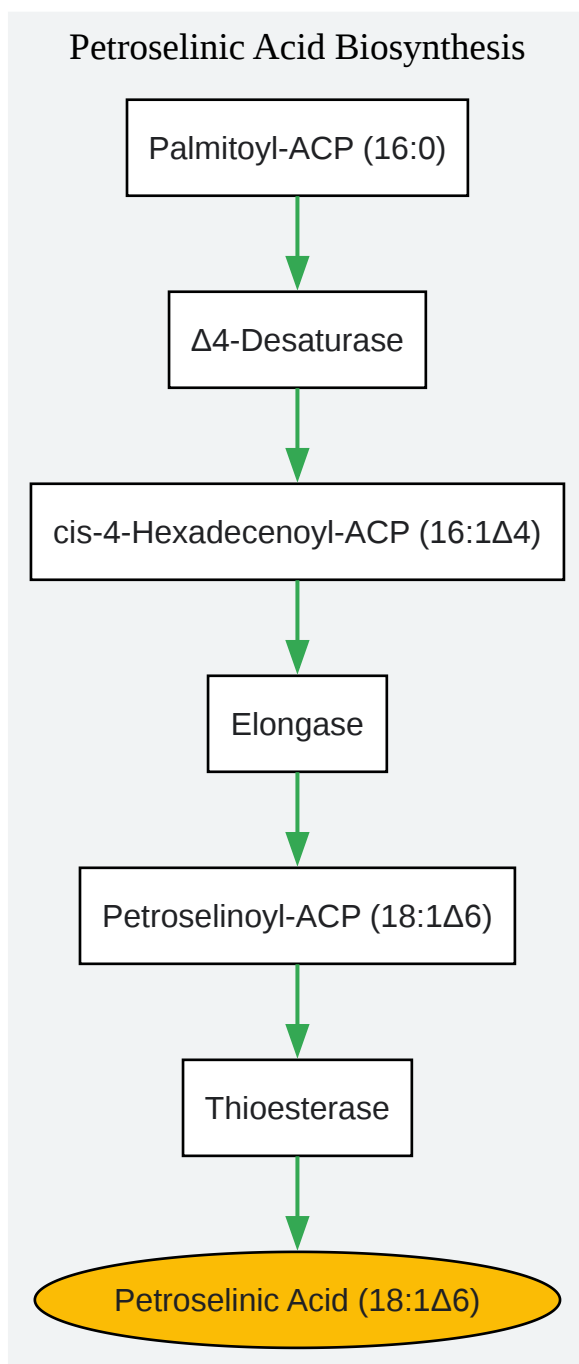 Petroselinic Acid Biosynthesis
Palmitoyl-ACP (16:0)
Δ4-Desaturase
cis-4-Hexadecenoyl-ACP (16:1Δ4)
Elongase
Petroselinoyl-ACP (18:1Δ6)
Thioesterase
Petroselinic Acid (18:1Δ6)